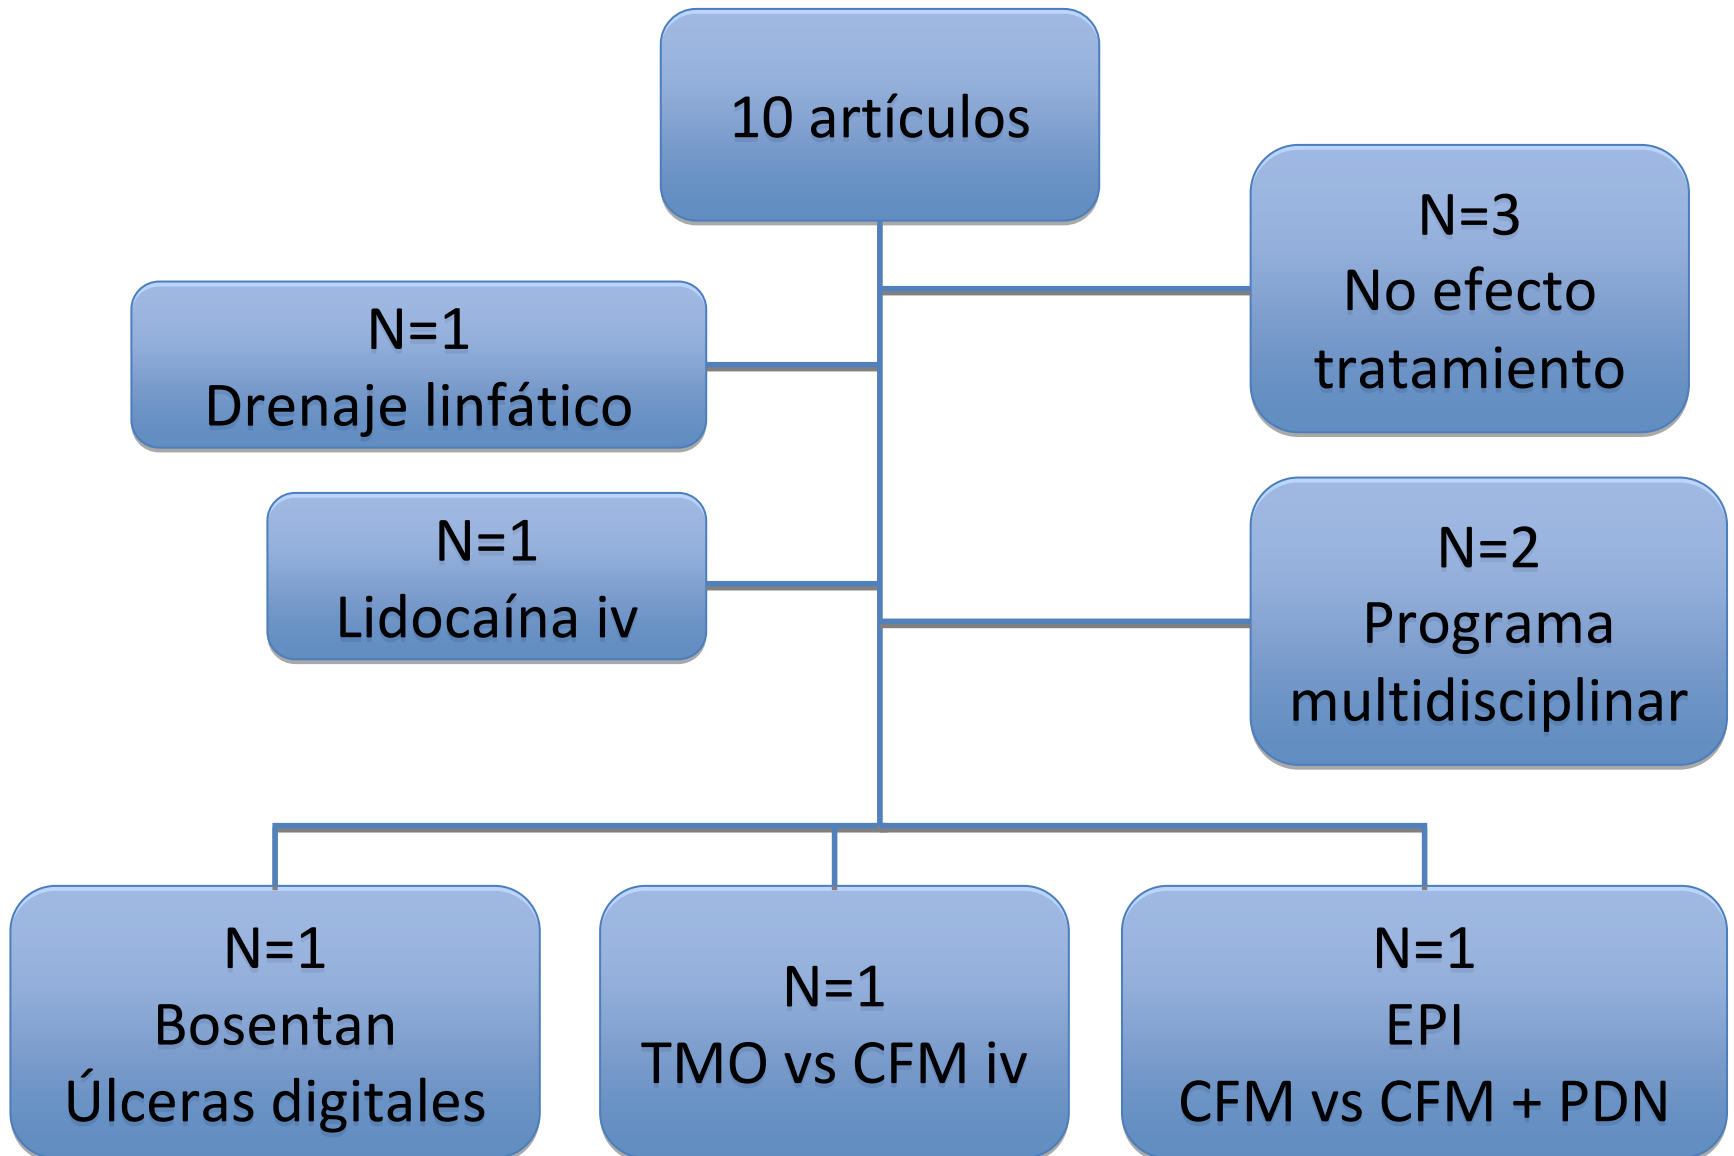 10 artículos
N=3
No efecto
tratamiento
N=1
Drenaje linfático
N=1
Lidocaína iv
N=2
Programa
multidisciplinar
N=1
Bosentan
Úlceras digitales
N=1
TMO vs CFM iv
N=1
EPI
CFM vs CFM + PDN